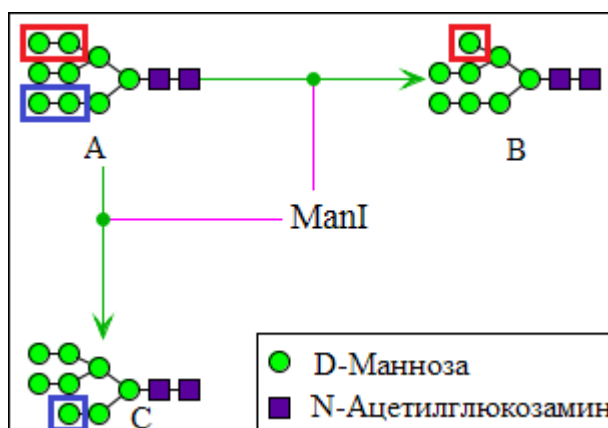 A
B
ManI
C
D-Манноза
N-Ацетилглюкозамин